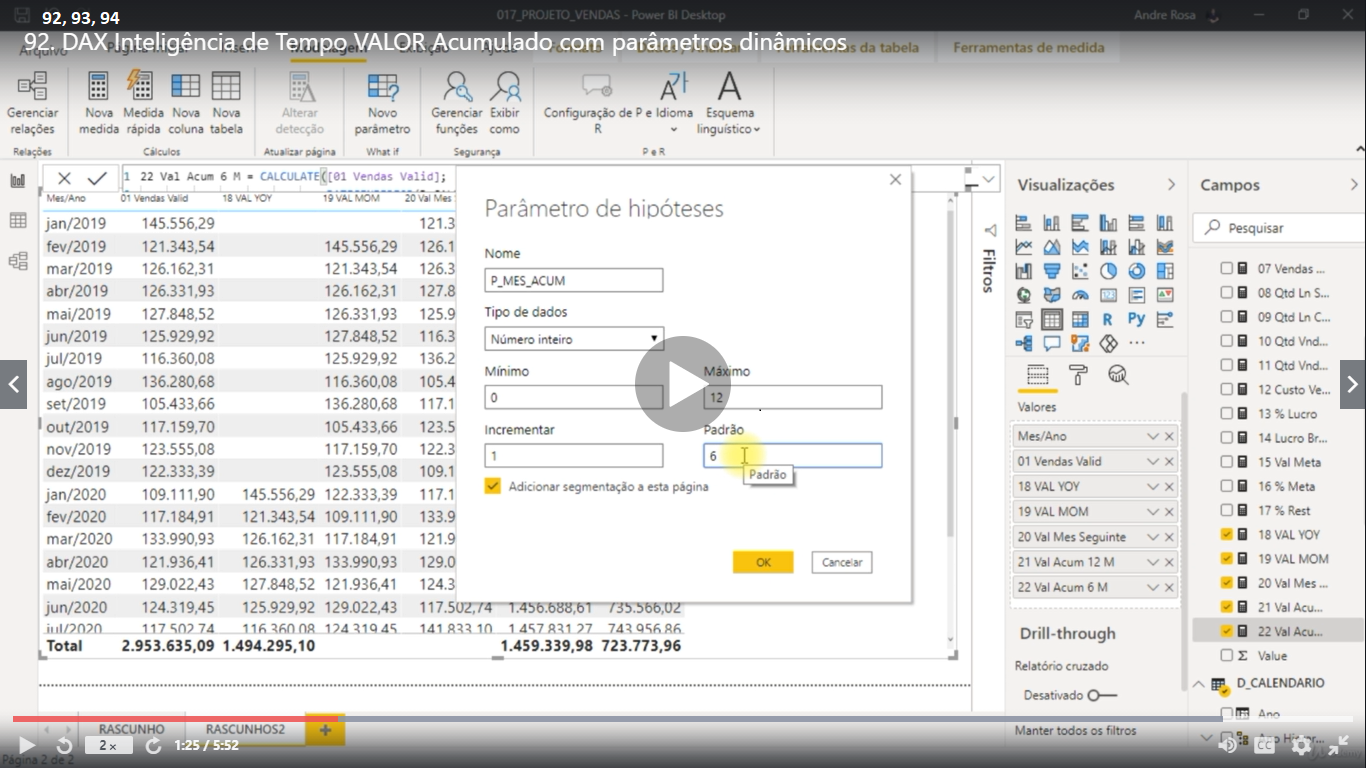 92, 93, 94
017_PROJETO_VENDAS - Power BI Desktop
Andre Rosa
92. DAX Inteligência de Tempo VALOR Acumulado com parâmetros dinâmicos
Arquivo
da tabela
Ferramentas de medida
Gerenciar relações
Nova medida
Medida rápida
Nova coluna
Nova tabela
Alterar detecção
Novo parâmetro
Gerenciar funções
Exibir como
Configuração de P e R
Idioma
Esquema linguístico
Relações
Cálculos
Atualizar página
What if
Segurança
P e R
1 22 Val Acum 6 M = CALCULATE([01 Vendas Valid];
Mes/Ano 01 Vendas Valid 18 VAL YOY 19 VAL MOM 20 Val Mes
jan/2019 145.556,29 121.3
fev/2019 121.343,54 145.556,29 126.1
mar/2019 126.162,31 121.343,54 126.3
abr/2019 126.331,93 126.162,31 127.8
mai/2019 127.848,52 126.331,93 125.9
jun/2019 125.929,92 127.848,52 116.3
jul/2019 116.360,08 125.929,92 136.2
ago/2019 136.280,68 116.360,08 105.4
set/2019 105.433,66 136.280,68 117.1
out/2019 117.159,70 105.433,66 123.5
nov/2019 123.555,08 117.159,70 122.3
dez/2019 122.333,39 123.555,08 109.1
jan/2020 109.111,90 145.556,29 122.333,39 117.1
fev/2020 117.184,91 121.343,54 109.111,90 133.9
mar/2020 133.990,93 126.162,31 117.184,91 121.9
abr/2020 121.936,41 126.331,93 133.990,93 129.0
mai/2020 129.022,43 127.848,52 121.936,41 124.3
jun/2020 124.319,45 125.929,92 129.022,43 117.502,74 1.456.688,61 735.566,02
jul/2020 117.502,74 116.360,08 124.319,45 141.833,10 1.457.831,27 743.956,86
Total 2.953.635,09 1.494.295,10 1.459.339,98 723.773,96
Parâmetro de hipóteses
Nome
P_MES_ACUM
Tipo de dados
Número inteiro
Mínimo
Máximo
0
12
Incrementar
Padrão
1
6
Padrão
Adicionar segmentação a esta página
OK
Cancelar
Filtros
Visualizações
R
Py
Valores
Mes/Ano
01 Vendas Valid
18 VAL YOY
19 VAL MOM
20 Val Mes Seguinte
21 Val Acum 12 M
22 Val Acum 6 M
Drill-through
Relatório cruzado
Desativado
Manter todos os filtros
Campos
Pesquisar
07 Vendas ...
08 Qtd Ln S...
09 Qtd Ln C...
10 Qtd Vnd...
11 Qtd Vnd...
12 Custo Ve...
13 % Lucro
14 Lucro Br...
15 Val Meta
16 % Meta
17 % Rest
18 VAL YOY
19 VAL MOM
20 Val Mes ...
21 Val Acu...
22 Val Acu...
Value
D_CALENDARIO
Ano
RASCUNHO
RASCUNHOS2
2×
1:25 / 5:52
CC
Página 2 de 2